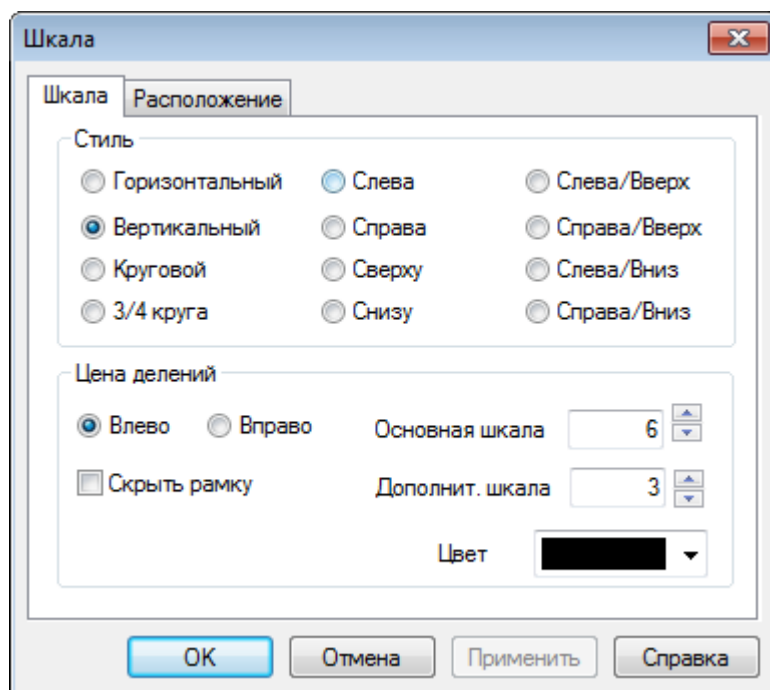 Шкала
Шкала Расположение
Стиль
Горизонтальный Слева Слева/Вверх
Вертикальный Справа Справа/Вверх
Круговой Сверху Слева/Вниз
3/4 круга Снизу Справа/Вниз
Цена делений
Влево Вправо Основная шкала 6
Скрыть рамку Дополнит. шкала 3
Цвет
OK Отмена Применить Справка